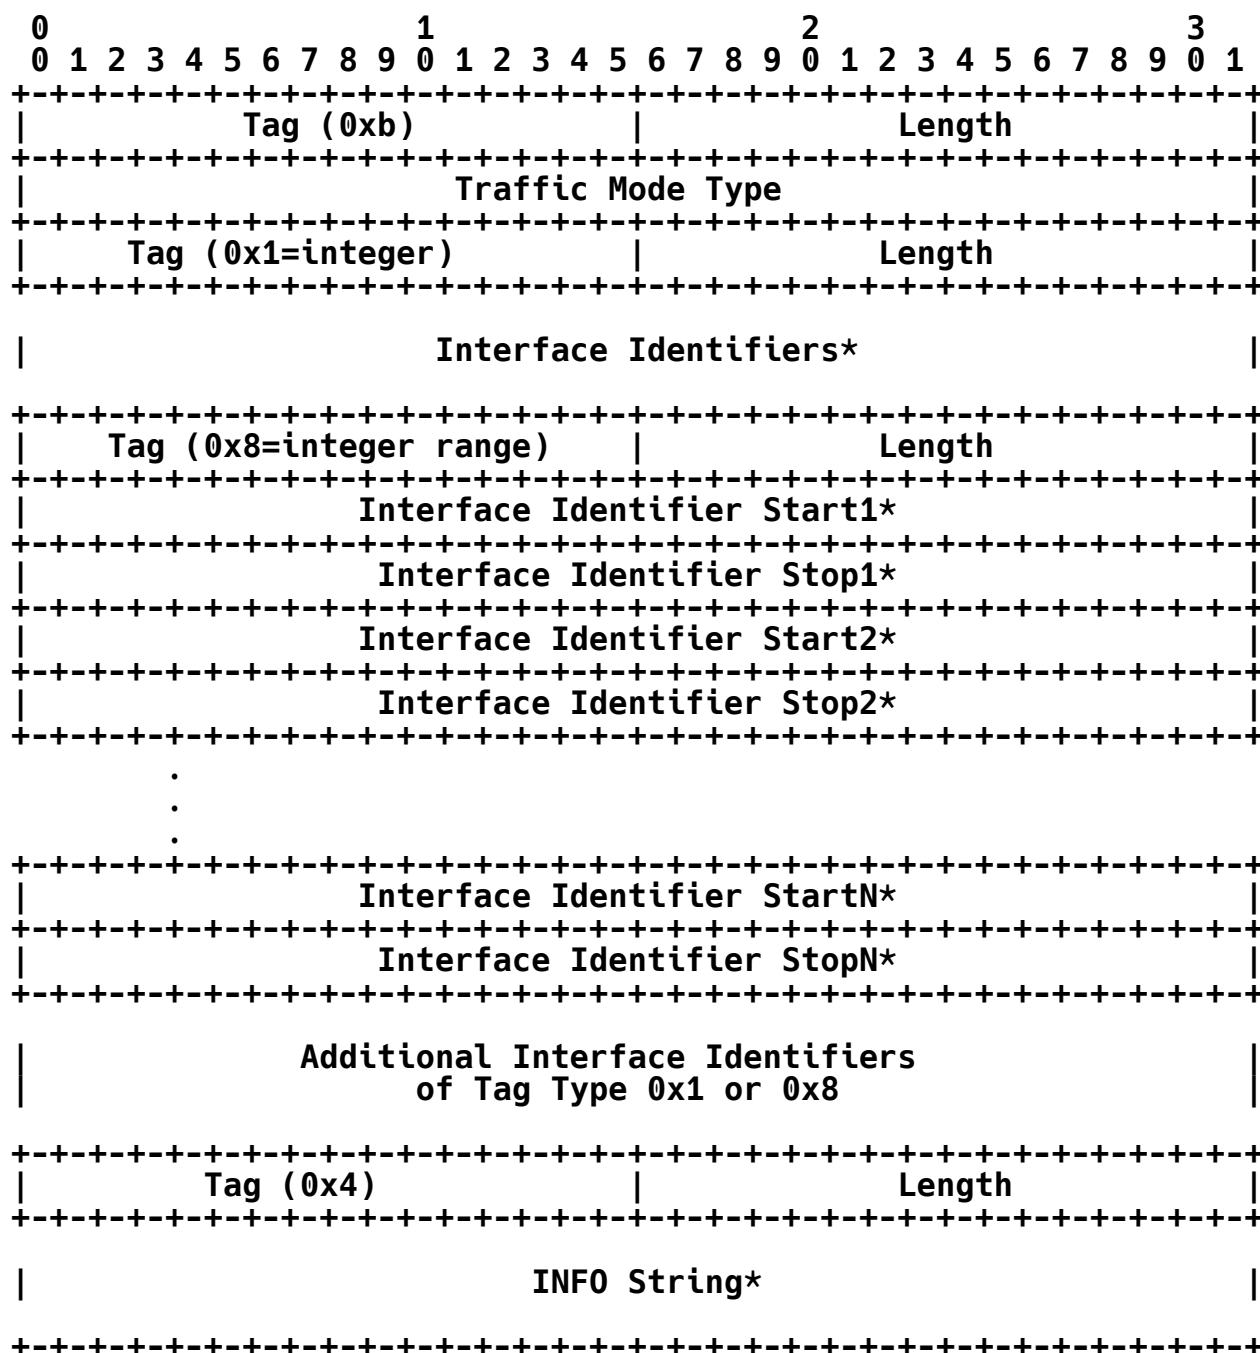 0                   1                   2                   3
 0 1 2 3 4 5 6 7 8 9 0 1 2 3 4 5 6 7 8 9 0 1 2 3 4 5 6 7 8 9 0 1
+-+-+-+-+-+-+-+-+-+-+-+-+-+-+-+-+-+-+-+-+-+-+-+-+-+-+-+-+-+-+-+-+
|           Tag (0xb)           |             Length            |
+-+-+-+-+-+-+-+-+-+-+-+-+-+-+-+-+-+-+-+-+-+-+-+-+-+-+-+-+-+-+-+-+
|                      Traffic Mode Type                        |
+-+-+-+-+-+-+-+-+-+-+-+-+-+-+-+-+-+-+-+-+-+-+-+-+-+-+-+-+-+-+-+-+
|     Tag (0x1=integer)         |            Length             |
+-+-+-+-+-+-+-+-+-+-+-+-+-+-+-+-+-+-+-+-+-+-+-+-+-+-+-+-+-+-+-+-+
|                     Interface Identifiers*                    |
+-+-+-+-+-+-+-+-+-+-+-+-+-+-+-+-+-+-+-+-+-+-+-+-+-+-+-+-+-+-+-+-+
|    Tag (0x8=integer range)    |            Length             |
+-+-+-+-+-+-+-+-+-+-+-+-+-+-+-+-+-+-+-+-+-+-+-+-+-+-+-+-+-+-+-+-+
|                 Interface Identifier Start1*                  |
+-+-+-+-+-+-+-+-+-+-+-+-+-+-+-+-+-+-+-+-+-+-+-+-+-+-+-+-+-+-+-+-+
|                  Interface Identifier Stop1*                  |
+-+-+-+-+-+-+-+-+-+-+-+-+-+-+-+-+-+-+-+-+-+-+-+-+-+-+-+-+-+-+-+-+
|                 Interface Identifier Start2*                  |
+-+-+-+-+-+-+-+-+-+-+-+-+-+-+-+-+-+-+-+-+-+-+-+-+-+-+-+-+-+-+-+-+
|                  Interface Identifier Stop2*                  |
+-+-+-+-+-+-+-+-+-+-+-+-+-+-+-+-+-+-+-+-+-+-+-+-+-+-+-+-+-+-+-+-+
        .
        .
        .
+-+-+-+-+-+-+-+-+-+-+-+-+-+-+-+-+-+-+-+-+-+-+-+-+-+-+-+-+-+-+-+-+
|                 Interface Identifier StartN*                  |
+-+-+-+-+-+-+-+-+-+-+-+-+-+-+-+-+-+-+-+-+-+-+-+-+-+-+-+-+-+-+-+-+
|                  Interface Identifier StopN*                  |
+-+-+-+-+-+-+-+-+-+-+-+-+-+-+-+-+-+-+-+-+-+-+-+-+-+-+-+-+-+-+-+-+
|              Additional Interface Identifiers                 |
|                    of Tag Type 0x1 or 0x8                     |
+-+-+-+-+-+-+-+-+-+-+-+-+-+-+-+-+-+-+-+-+-+-+-+-+-+-+-+-+-+-+-+-+
|         Tag (0x4)             |             Length            |
+-+-+-+-+-+-+-+-+-+-+-+-+-+-+-+-+-+-+-+-+-+-+-+-+-+-+-+-+-+-+-+-+
|                          INFO String*                         |
+-+-+-+-+-+-+-+-+-+-+-+-+-+-+-+-+-+-+-+-+-+-+-+-+-+-+-+-+-+-+-+-+